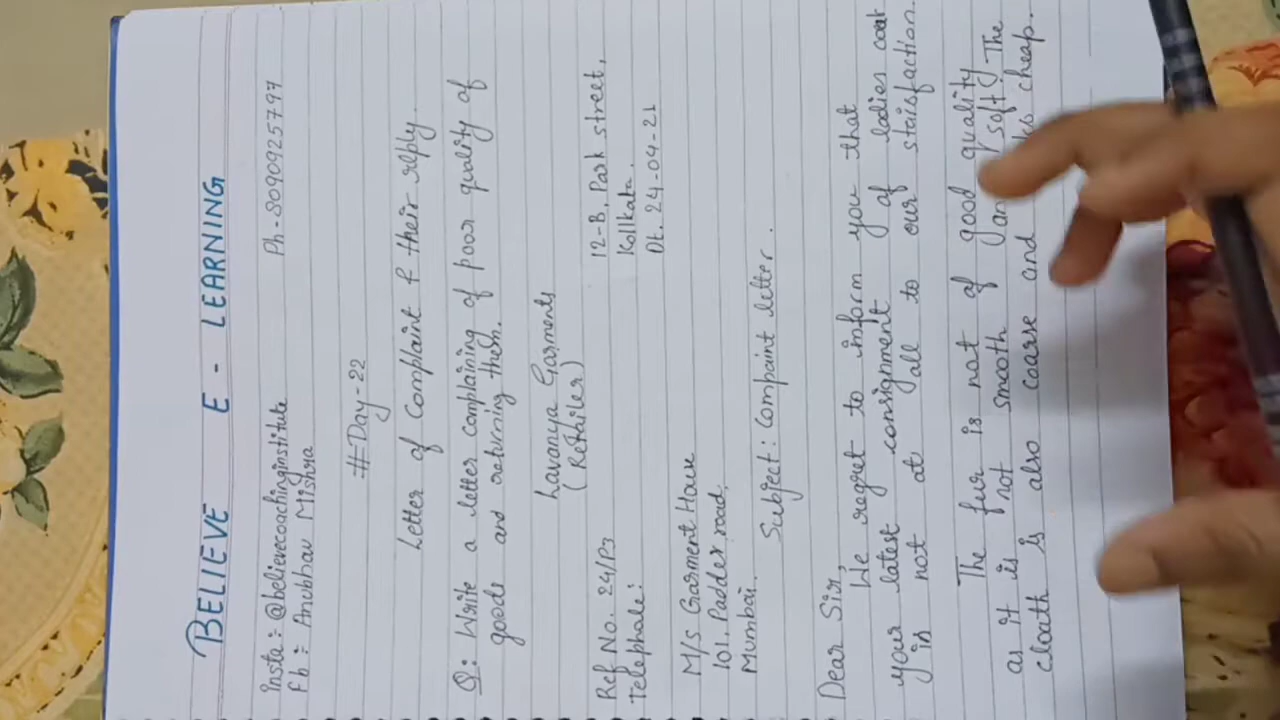 BELIEVE E - LEARNING
Insta : @believecoachinginstitute Ph - 8090925797
Fb :- Anubhav Mishra
#Day-22
Letter of Complaint & their reply.
Q: Write a letter complaining of poor quality of
goods and returning them.
Lavanya Garments
(Retailer)
Ref No. 24/P3 12-B, Park street,
telephale: Kollkata.
Dt. 24-04-21
M/s Garment House
101, Padder road,
Mumbai.
Subject: Compaint letter.
Dear Sir,
We regret to inform you that
your latest consignment of ladies coat
is not at all to our staisfaction.
The fur is not of good quality
as it is not smooth and soft. The
cloath is also coarse and cheap.